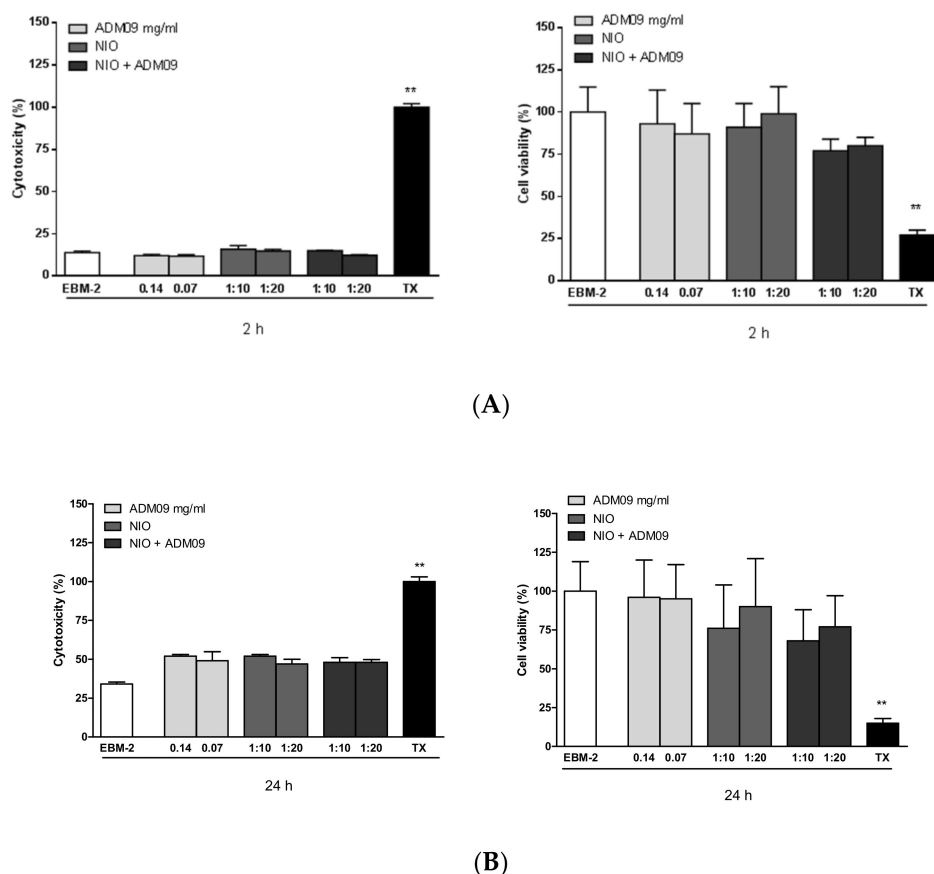 150
125
100
75
50
25
0
Cytotoxicity (%)
ADM09 mg/ml
NIO
NIO + ADM09
**
EBM-2 0.14 0.07 1:10 1:20 1:10 1:20 TX
2 h
150
125
100
75
50
25
0
Cell viability (%)
ADM09 mg/ml
NIO
NIO + ADM09
**
EBM-2 0.14 0.07 1:10 1:20 1:10 1:20 TX
2 h
(A)
150
125
100
75
50
25
0
Cytotoxicity (%)
ADM09 mg/ml
NIO
NIO + ADM09
**
EBM-2 0.14 0.07 1:10 1:20 1:10 1:20 TX
24 h
150
125
100
75
50
25
0
Cell viability (%)
ADM09 mg/ml
NIO
NIO + ADM09
**
EBM-2 0.14 0.07 1:10 1:20 1:10 1:20 TX
24 h
(B)